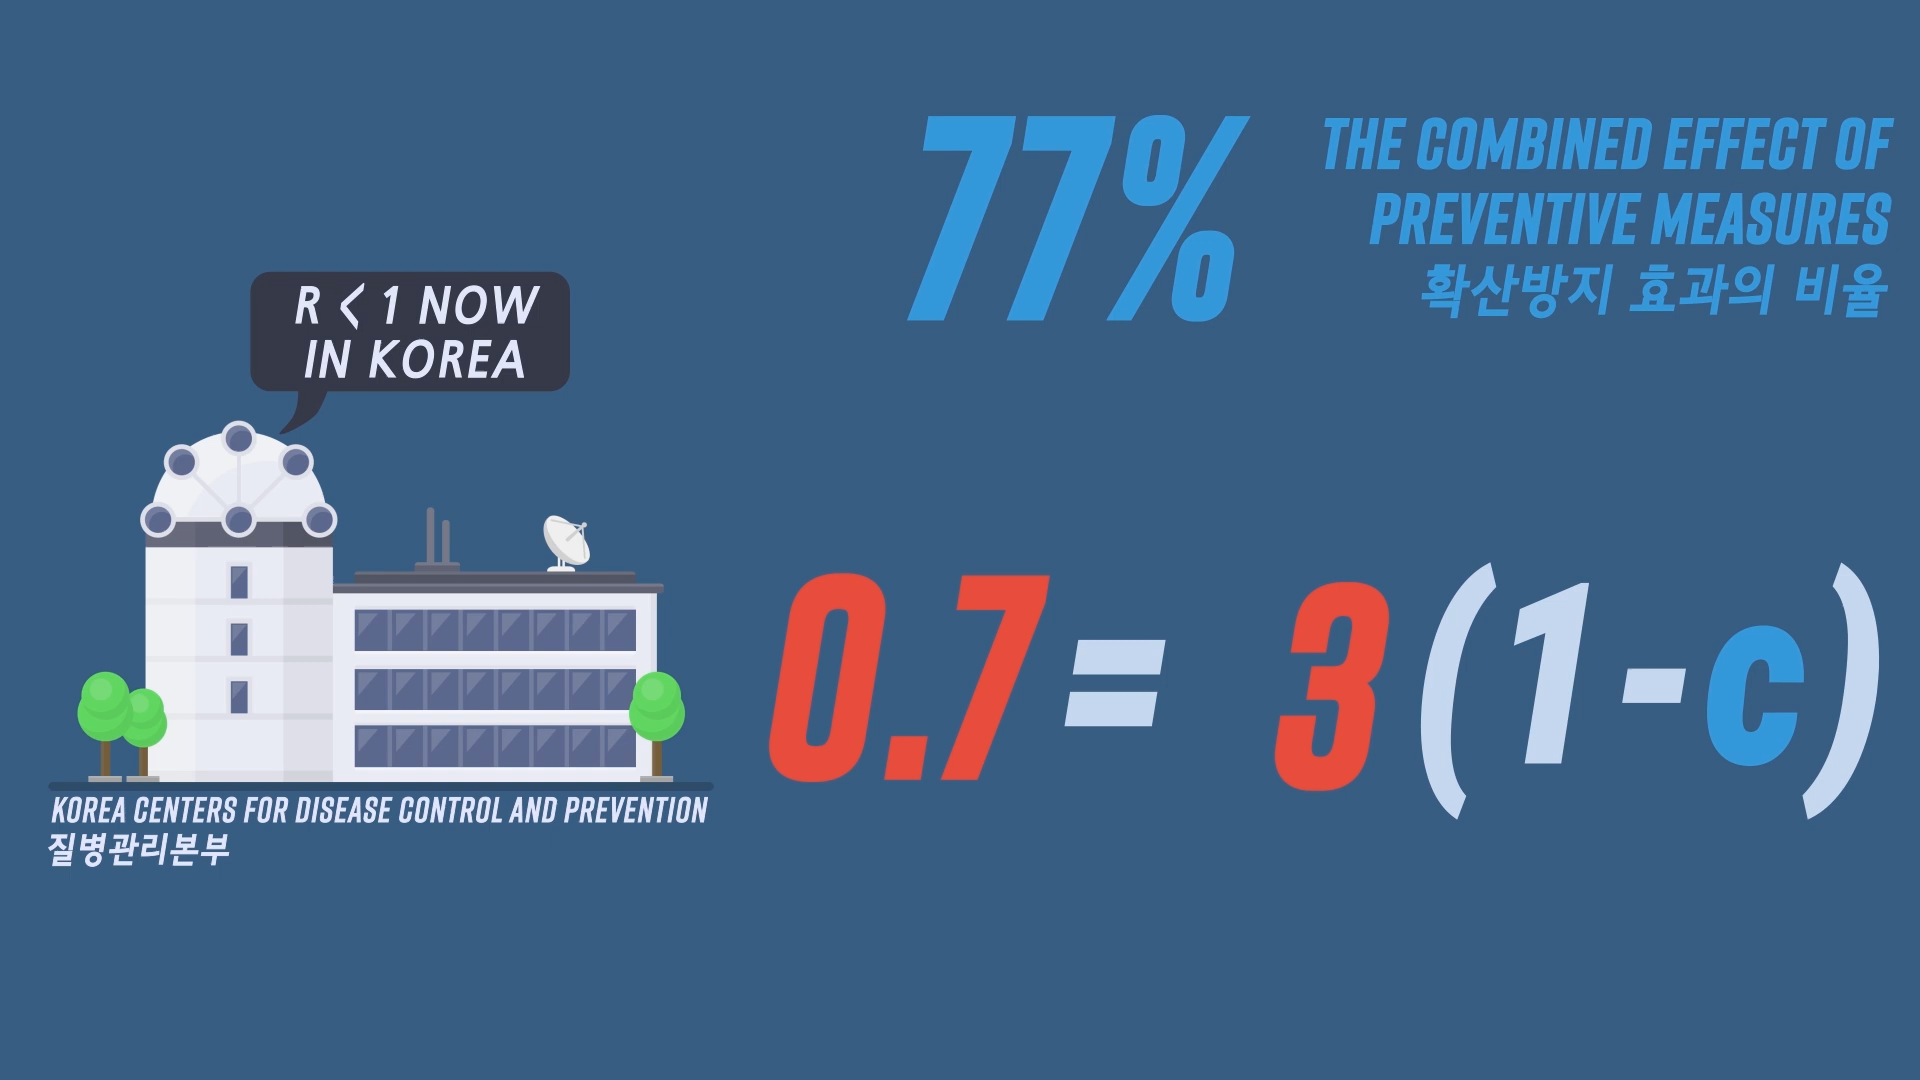 77%
THE COMBINED EFFECT OF
PREVENTIVE MEASURES
확산방지 효과의 비율
R < 1 NOW
IN KOREA
0.7= 3(1-c)
KOREA CENTERS FOR DISEASE CONTROL AND PREVENTION
질병관리본부